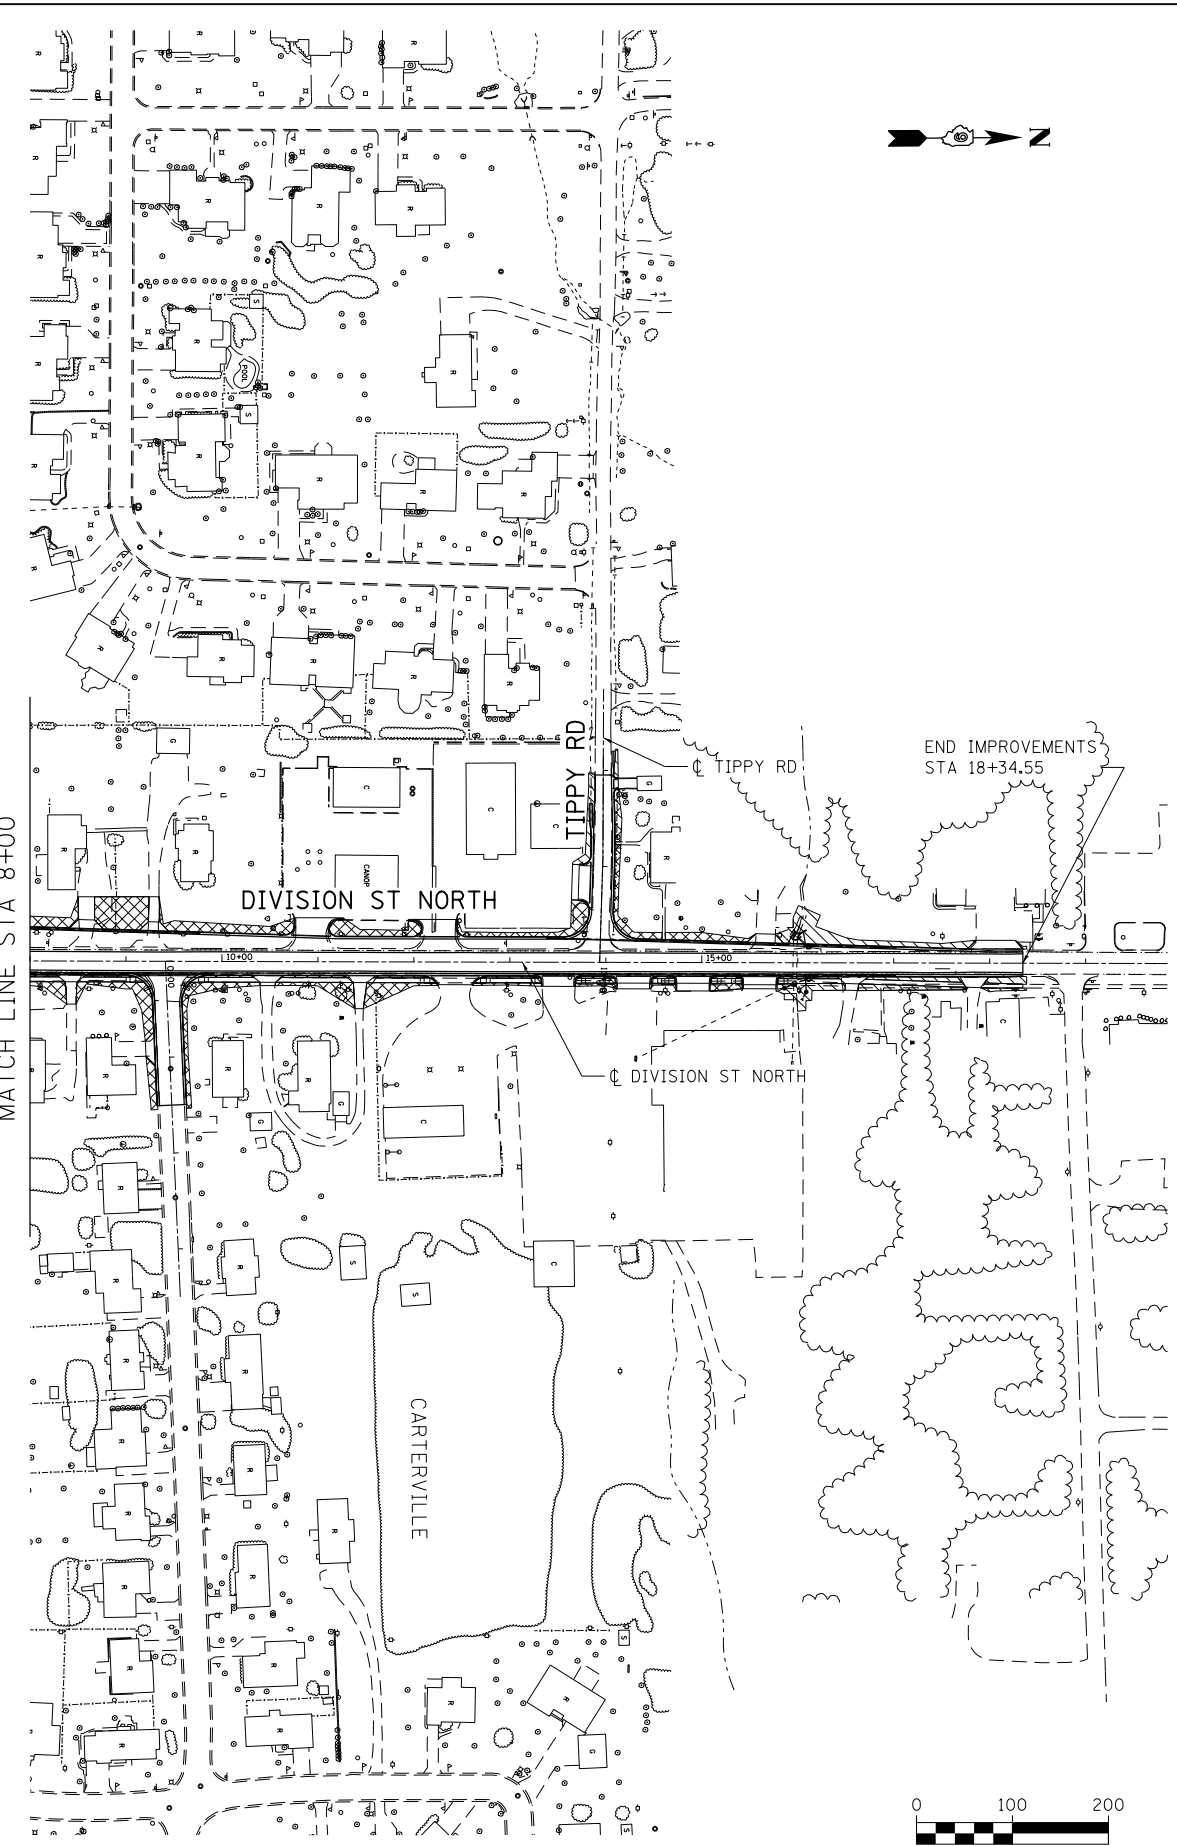 N
TIPPY RD
℄ TIPPY RD
END IMPROVEMENTS
STA 18+34.55
MATCH LINE STA 8+00
POOL
CANOP
DIVISION ST NORTH
10+00
15+00
℄ DIVISION ST NORTH
CARTERVILLE
0 100 200